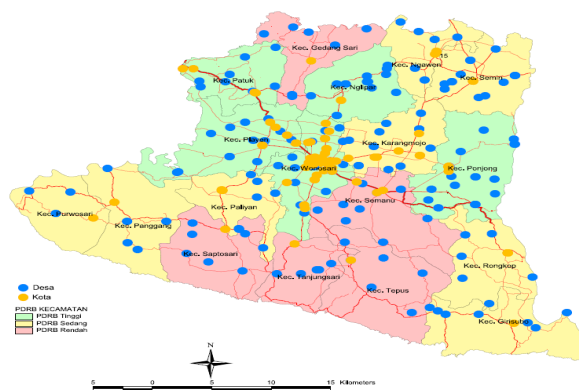 Kec. Gedang Sari
15
Kec. Ngawen
Kec. Patuk
Kec. Semin
Kec. Nglipar
Kec. Playen
Kec. Karangmojo
Kec. Wonosari
Kec. Ponjong
Kec. Semanu
Kec. Paliyan
Kec. Purwosari
Kec. Panggang
Kec. Saptosari
Kec. Rongkop
Kec. Tanjungsari
Kec. Tepus
Kec. Girisubo
Desa
Kota
PDRB KECAMATAN
PDRB Tinggi
PDRB Sedang
PDRB Rendah
N
5 0 5 10 15 Kilometers